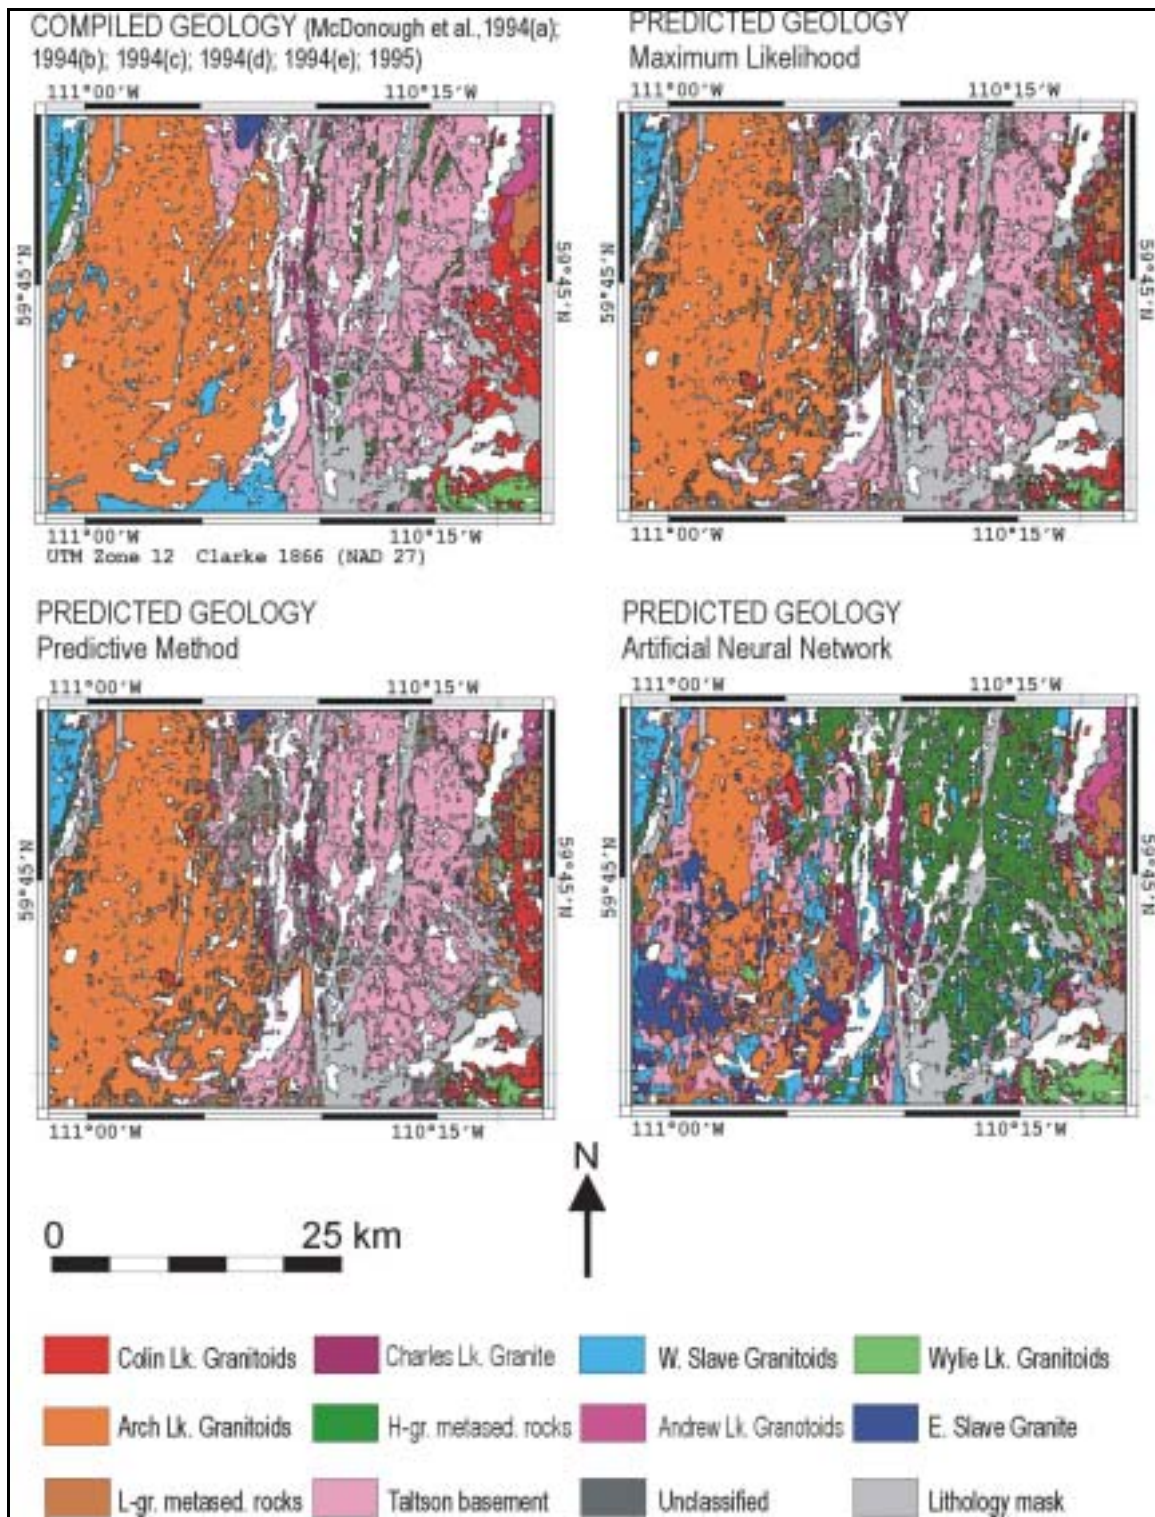 COMPILED GEOLOGY (McDonough et al., 1994(a);
1994(b); 1994(c); 1994(d); 1994(e); 1995)
111°00'W 110°15'W
59°45'N
59°45'N
111°00'W 110°15'W
UTM Zone 12 Clarke 1866 (NAD 27)
PREDICTED GEOLOGY
Maximum Likelihood
111°00'W 110°15'W
59°45'N
59°45'N
111°00'W 110°15'W
PREDICTED GEOLOGY
Predictive Method
111°00'W 110°15'W
59°45'N
59°45'N
111°00'W 110°15'W
PREDICTED GEOLOGY
Artificial Neural Network
111°00'W 110°15'W
59°45'N
59°45'N
111°00'W 110°15'W
N
0 25 km
Colin Lk. Granitoids
Charles Lk. Granite
W. Slave Granitoids
Wylie Lk. Granitoids
Arch Lk. Granitoids
H-gr. metased. rocks
Andrew Lk. Granotoids
E. Slave Granite
L-gr. metased. rocks
Taltson basement
Unclassified
Lithology mask